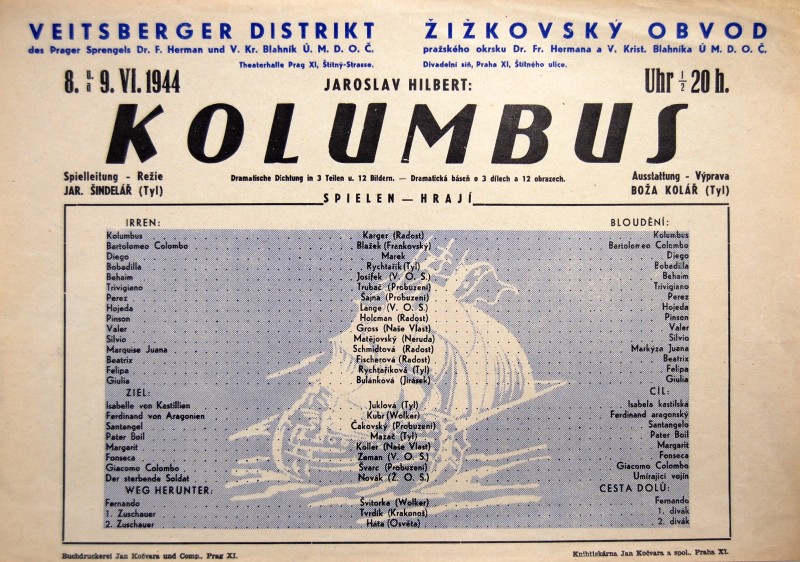 VEITSBERGER DISTRIKT
des Prager Sprengels Dr. F. Herman und V. Kr. Blahník Ú. M. D. O. Č.
Theaterhalle Prag XI, Štítný-Strasse.
ŽIŽKOVSKÝ OBVOD
pražského okrsku Dr. Fr. Hermana a V. Krist. Blahníka Ú M. D. O. Č.
Divadelní síň, Praha XI, Štítného ulice.
8. u. a 9. VI. 1944
JAROSLAV HILBERT:
Uhr ½ 20 h.
KOLUMBUS
Spielleitung - Režie
JAR. ŠINDELÁŘ (Tyl)
Dramatische Dichtung in 3 Teilen u. 12 Bildern. — Dramatická báseň o 3 dílech a 12 obrazech.
Ausstattung - Výprava
BOŽA KOLÁŘ (Tyl)
SPIELEN — HRAJÍ
IRREN: BLOUDĚNÍ:
Kolumbus Karger (Radost) Kolumbus
Bartolomeo Colombo Blažek (Frankovský) Bartolomeo Colombo
Diego Marek Diego
Bobadilla Rychtařík (Tyl) Bobadilla
Behaim Josífek (V. O. S.) Behaim
Trivigiano Trubač (Probuzení) Trivigiano
Perez Šajna (Probuzení) Perez
Hojeda Lange (V. O. S.) Hojeda
Pinson Holcman (Radost) Pinson
Valer Gross (Naše Vlast) Valer
Silvio Matějovský (Neruda) Silvio
Marquise Juana Schmidtová (Radost) Markýza Juana
Beatrix Fischerová (Radost) Beatrix
Felipa Rychtaříková (Tyl) Felipa
Giulia Bulánková (Jirásek) Giulia
ZIEL: CÍL:
Isabelle von Kastillien Juklová (Tyl) Isabela kastilská
Ferdinand von Aragonien Kubr (Wolker) Ferdinand aragonský
Santangel Čakovský (Probuzení) Santangelo
Pater Boil Mazač (Tyl) Pater Boil
Margarit Köller (Naše Vlast) Margarit
Fonseca Zeman (V. O. S.) Fonseca
Giacomo Colombo Švarc (Probuzení) Giacomo Colombo
Der sterbende Soldat Novák (Ž. O. S.) Umírající vojín
WEG HERUNTER: CESTA DOLŮ:
Fernando Švitorka (Wolker) Fernando
1. Zuschauer Tvrdík (Krakonoš) 1. divák
2. Zuschauer Háta (Osvěta) 2. divák
Buchdruckerei Jan Kočvara und Comp., Prag XI.
Knihtiskárna Jan Kočvara a spol., Praha XI.